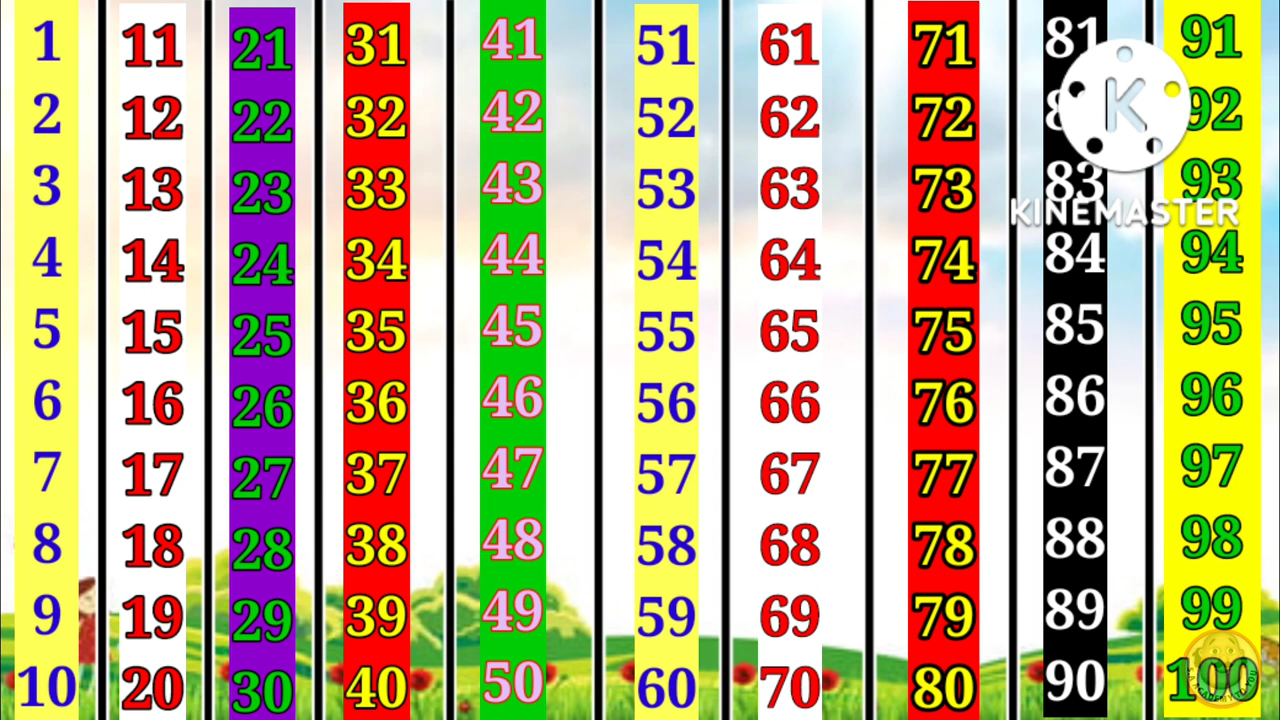 1 11 21 31 41 51 61 71 81 91
2 12 22 32 42 52 62 72 92
3 13 23 33 43 53 63 73 83 93
KINEMASTER
4 14 24 34 44 54 64 74 84 94
5 15 25 35 45 55 65 75 85 95
6 16 26 36 46 56 66 76 86 96
7 17 27 37 47 57 67 77 87 97
8 18 28 38 48 58 68 78 88 98
9 19 29 39 49 59 69 79 89 99
10 20 30 40 50 60 70 80 90 100